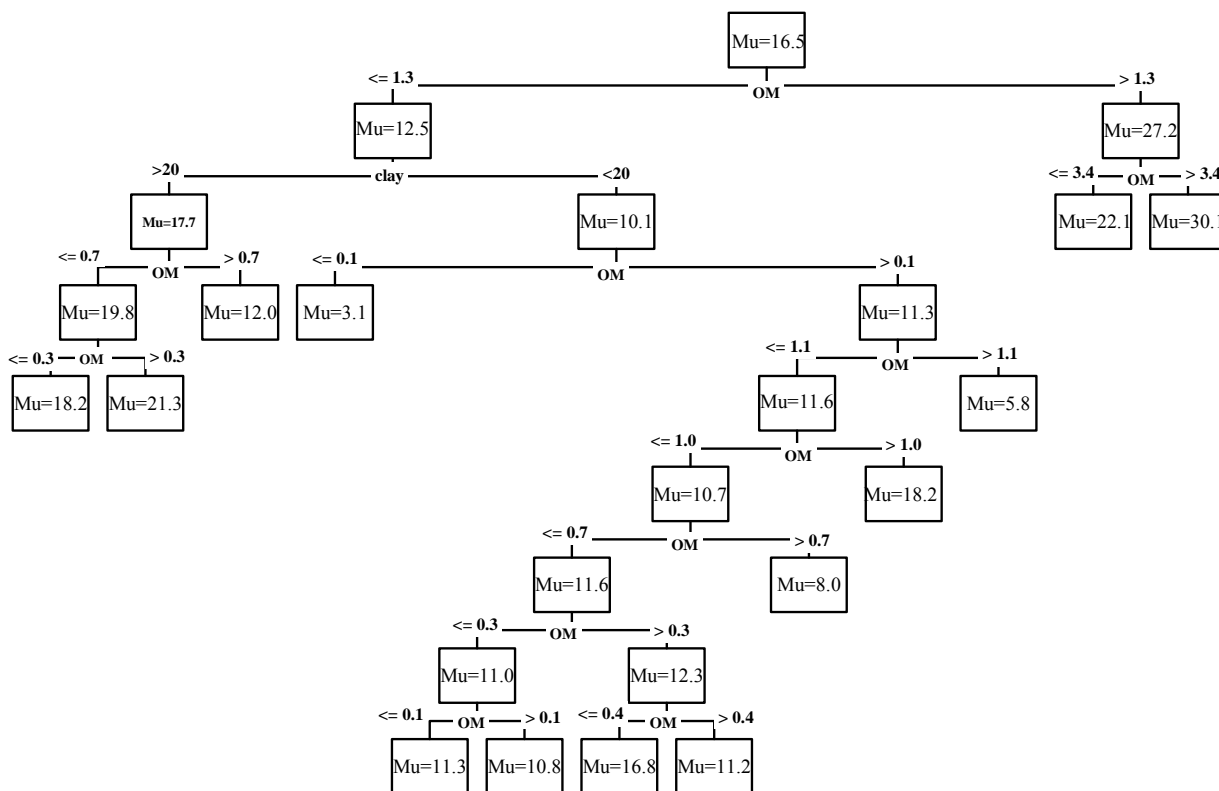 Mu=16.5
<= 1.3
OM
> 1.3
Mu=12.5
Mu=27.2
>20
clay
<20
<= 3.4
OM
> 3.4
Mu=17.7
Mu=10.1
Mu=22.1
Mu=30.1
<= 0.7
OM
> 0.7
<= 0.1
OM
> 0.1
Mu=19.8
Mu=12.0
Mu=3.1
Mu=11.3
<= 0.3
OM
> 0.3
<= 1.1
OM
> 1.1
Mu=18.2
Mu=21.3
Mu=11.6
Mu=5.8
<= 1.0
OM
> 1.0
Mu=10.7
Mu=18.2
<= 0.7
OM
> 0.7
Mu=11.6
Mu=8.0
<= 0.3
OM
> 0.3
Mu=11.0
Mu=12.3
<= 0.1
OM
> 0.1
<= 0.4
OM
> 0.4
Mu=11.3
Mu=10.8
Mu=16.8
Mu=11.2